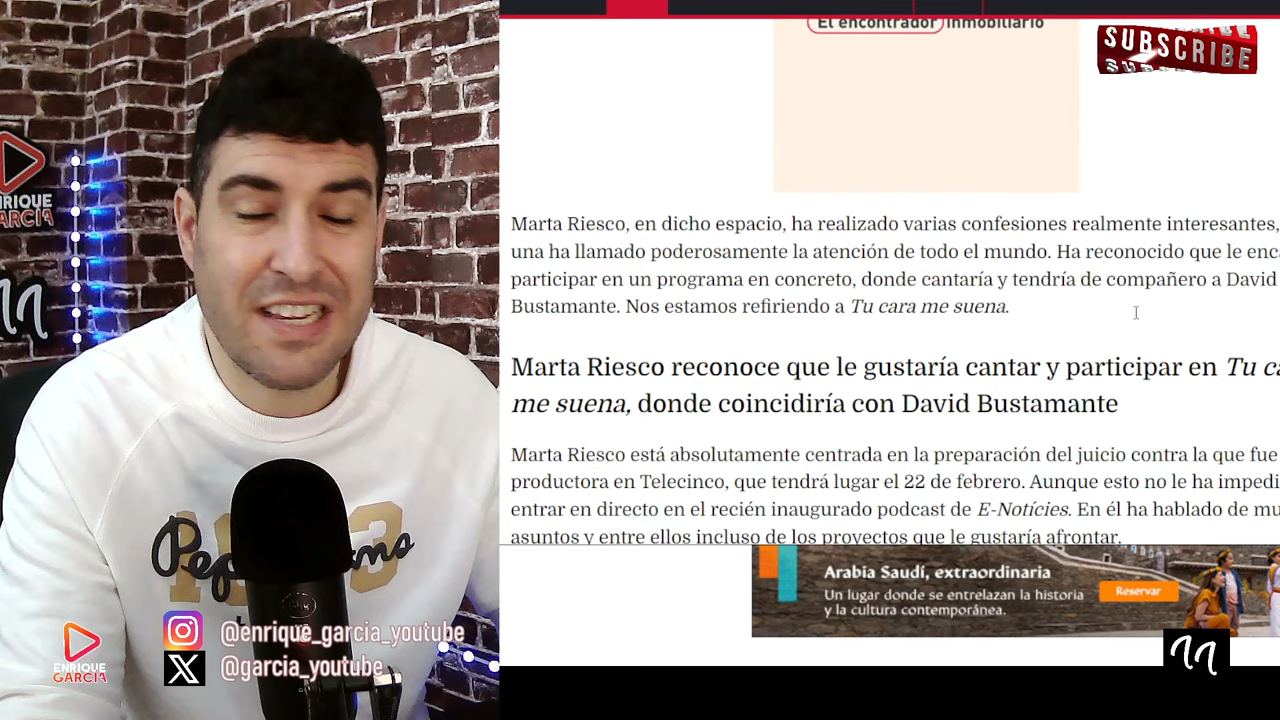 El encontrador inmobiliario
SUBSCRIBE
Marta Riesco, en dicho espacio, ha realizado varias confesiones realmente interesantes,
una ha llamado poderosamente la atención de todo el mundo. Ha reconocido que le enc
participar en un programa en concreto, donde cantaría y tendría de compañero a David
Bustamante. Nos estamos refiriendo a Tu cara me suena.
Marta Riesco reconoce que le gustaría cantar y participar en Tu ca
me suena, donde coincidiría con David Bustamante
Marta Riesco está absolutamente centrada en la preparación del juicio contra la que fue
productora en Telecinco, que tendrá lugar el 22 de febrero. Aunque esto no le ha impedi
entrar en directo en el recién inaugurado podcast de E-Notícies. En él ha hablado de mu
asuntos y entre ellos incluso de los proyectos que le gustaría afrontar.
Arabia Saudí, extraordinaria
Un lugar donde se entrelazan la historia
y la cultura contemporánea.
Reservar
NRIQUE
GARCÍA
@enrique_garcia_youtube
@garcia_youtube
ENRIQUE
GARCÍA